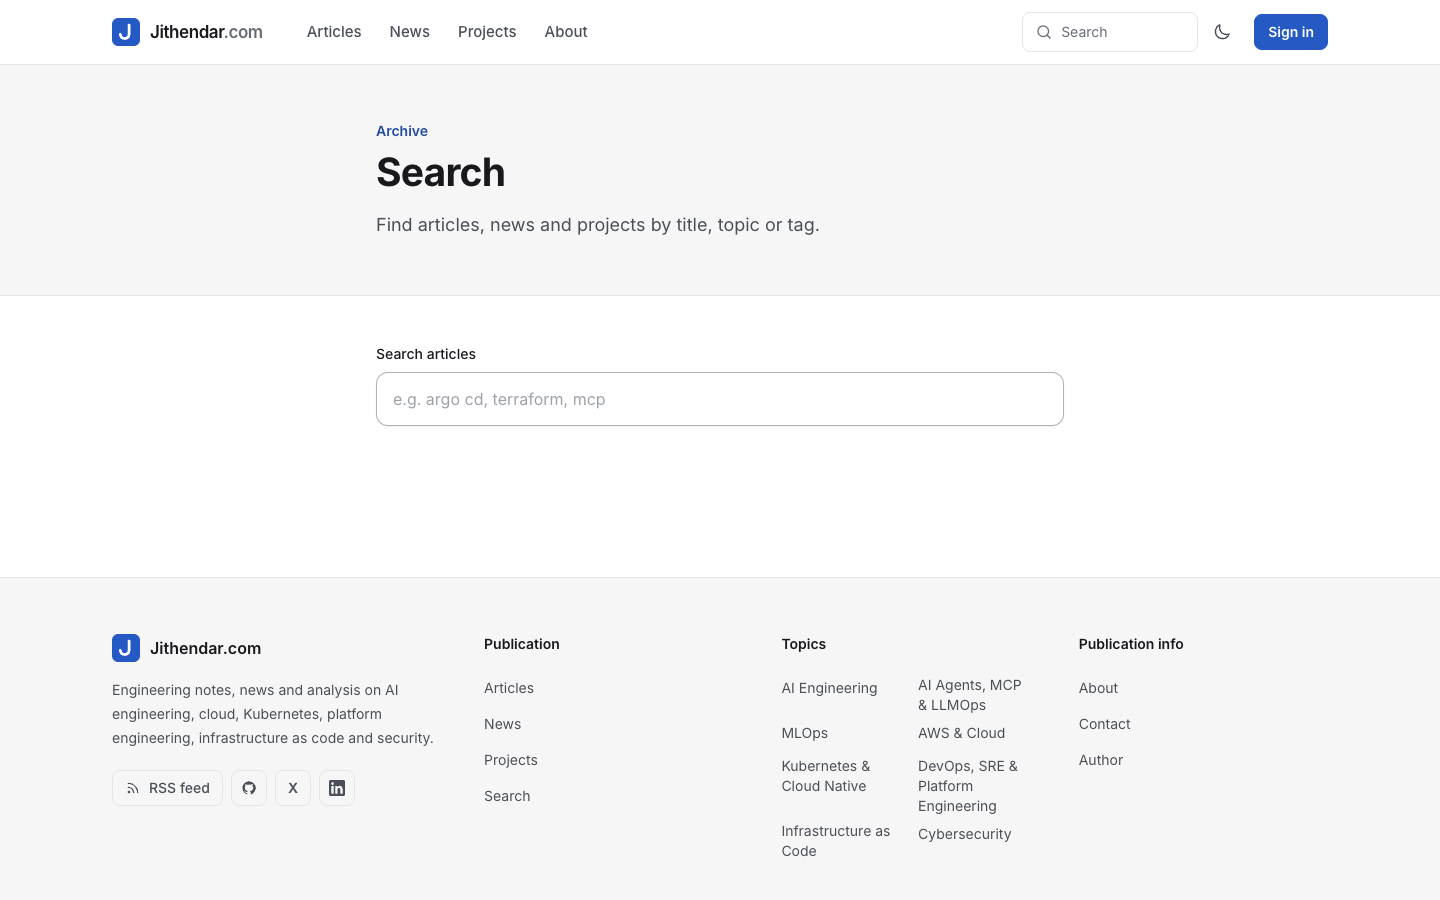 Jithendar.com
Articles
News
Projects
About
Search
Sign in
Archive
Search
Find articles, news and projects by title, topic or tag.
Search articles
e.g. argo cd, terraform, mcp
Jithendar.com
Engineering notes, news and analysis on AI
engineering, cloud, Kubernetes, platform
engineering, infrastructure as code and security.
RSS feed
X
Publication
Articles
News
Projects
Search
Topics
AI Engineering
AI Agents, MCP
& LLMOps
MLOps
AWS & Cloud
Kubernetes &
Cloud Native
DevOps, SRE &
Platform
Engineering
Infrastructure as
Code
Cybersecurity
Publication info
About
Contact
Author